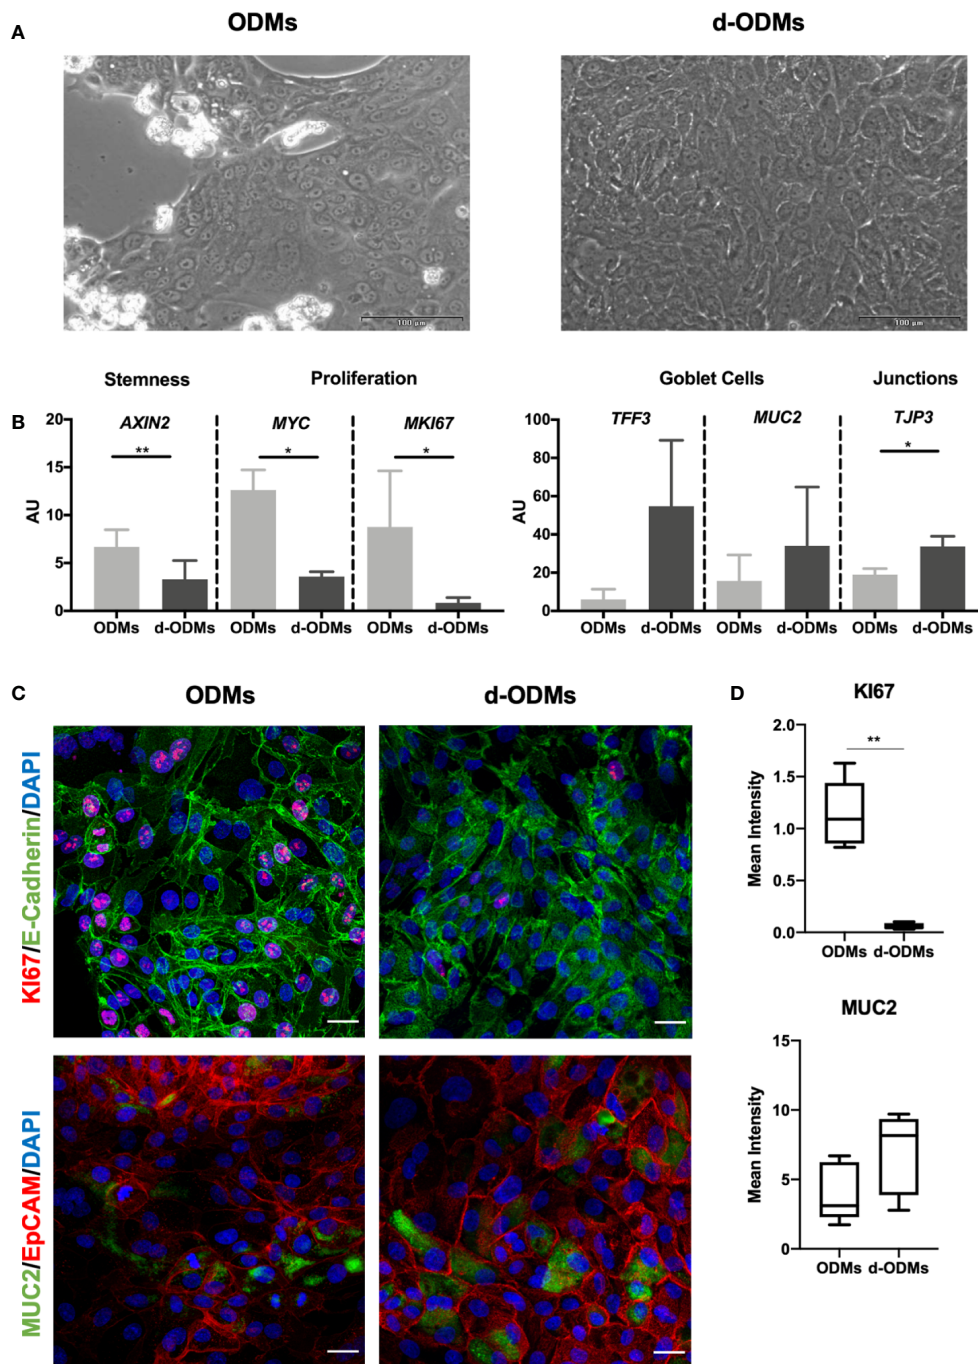 A
ODMs
d-ODMs
100 µm
100 µm
Stemness
Proliferation
Goblet Cells
Junctions
B
AXIN2
MYC
MKI67
TFF3
MUC2
TJP3
**
*
*
*
AU
20
15
10
5
0
ODMs d-ODMs ODMs d-ODMs ODMs d-ODMs
AU
100
80
60
40
20
0
ODMs d-ODMs ODMs d-ODMs ODMs d-ODMs
C
ODMs
d-ODMs
KI67/E-Cadherin/DAPI
MUC2/EpCAM/DAPI
D
KI67
**
Mean Intensity
2.0
1.5
1.0
0.5
0.0
ODMs d-ODMs
MUC2
Mean Intensity
15
10
5
0
ODMs d-ODMs